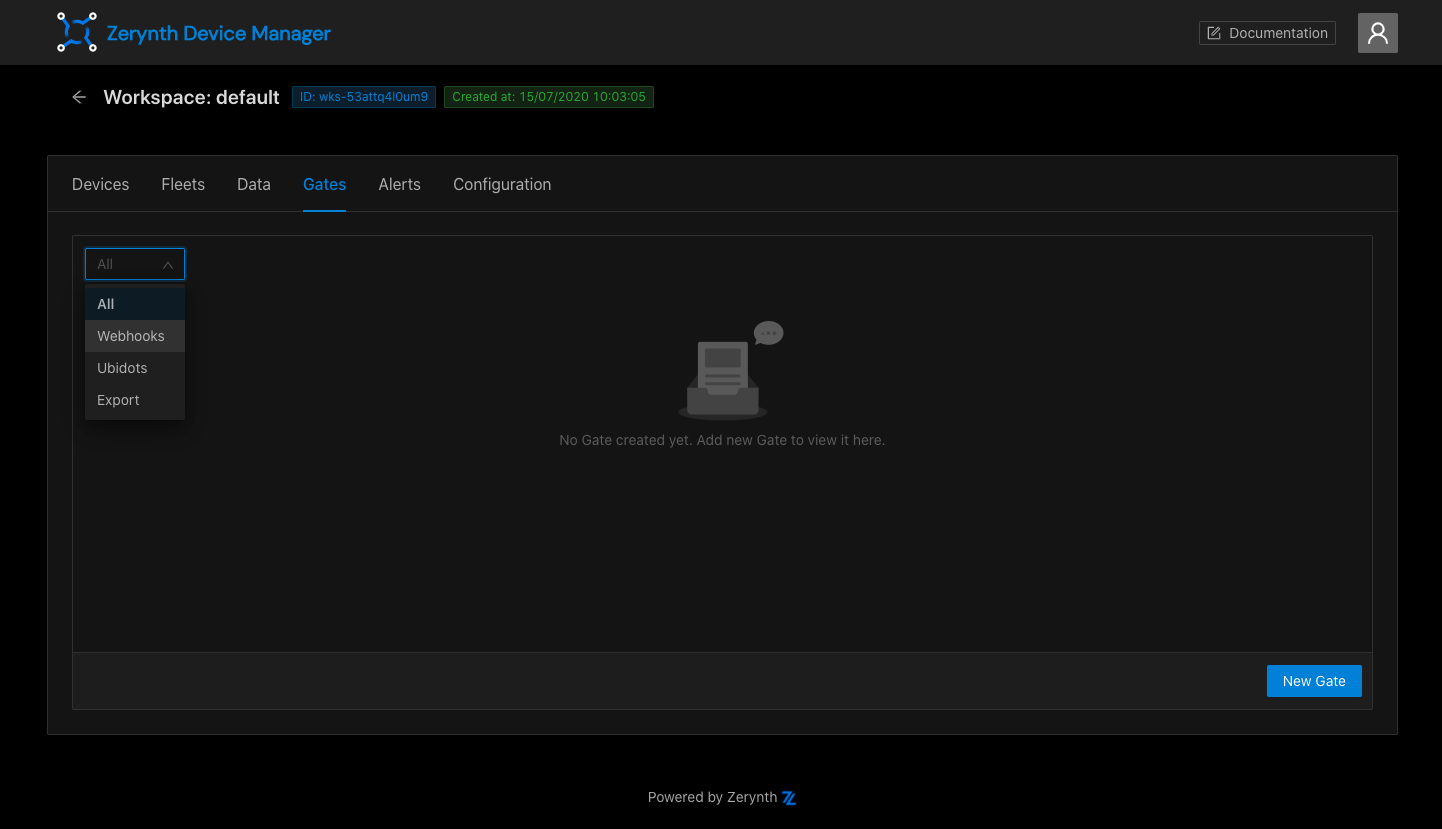 Zerynth Device Manager
Documentation
Workspace: default
ID: wks-53attq4l0um9
Created at: 15/07/2020 10:03:05
Devices
Fleets
Data
Gates
Alerts
Configuration
All
All
Webhooks
Ubidots
Export
No Gate created yet. Add new Gate to view it here.
New Gate
Powered by Zerynth